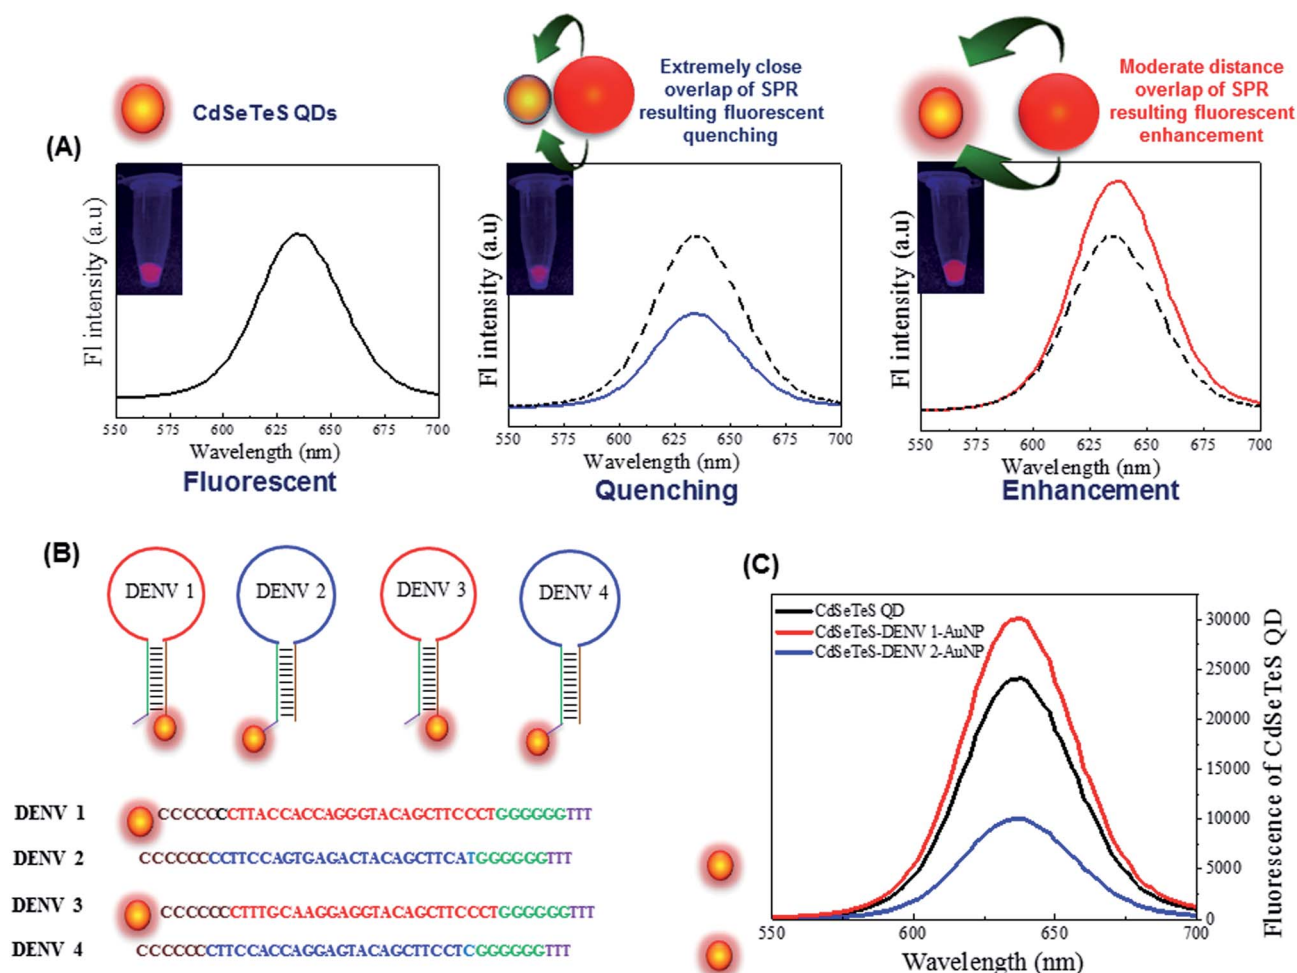 CdSeTeS QDs
Extremely close
overlap of SPR
resulting fluorescent
quenching
Moderate distance
overlap of SPR
resulting fluorescent
enhancement
(A)
Fl intensity (a.u)
550 575 600 625 650 675 700
Wavelength (nm)
Fluorescent
Fl intensity (a.u)
550 575 600 625 650 675 700
Wavelength (nm)
Quenching
Fl intensity (a.u)
550 575 600 625 650 675 700
Wavelength (nm)
Enhancement
(B)
DENV 1
DENV 2
DENV 3
DENV 4
DENV 1 CCCCCCCTTACCACCAGGGTACAGCTTCCCTGGGGGGTTT
DENV 2 CCCCCCCCTTCCAGTGAGACTACAGCTTCATGGGGGGTTT
DENV 3 CCCCCCCTTTGCAAGGAGGTACAGCTTCCCTGGGGGGTTT
DENV 4 CCCCCCCTTCCACCAGGAGTACAGCTTCCTCGGGGGGTTT
(C)
CdSeTeS QD
CdSeTeS-DENV 1-AuNP
CdSeTeS-DENV 2-AuNP
30000
25000
20000
15000
10000
5000
0
Fluorescence of CdSeTeS QD
550 600 650 700
Wavelength (nm)